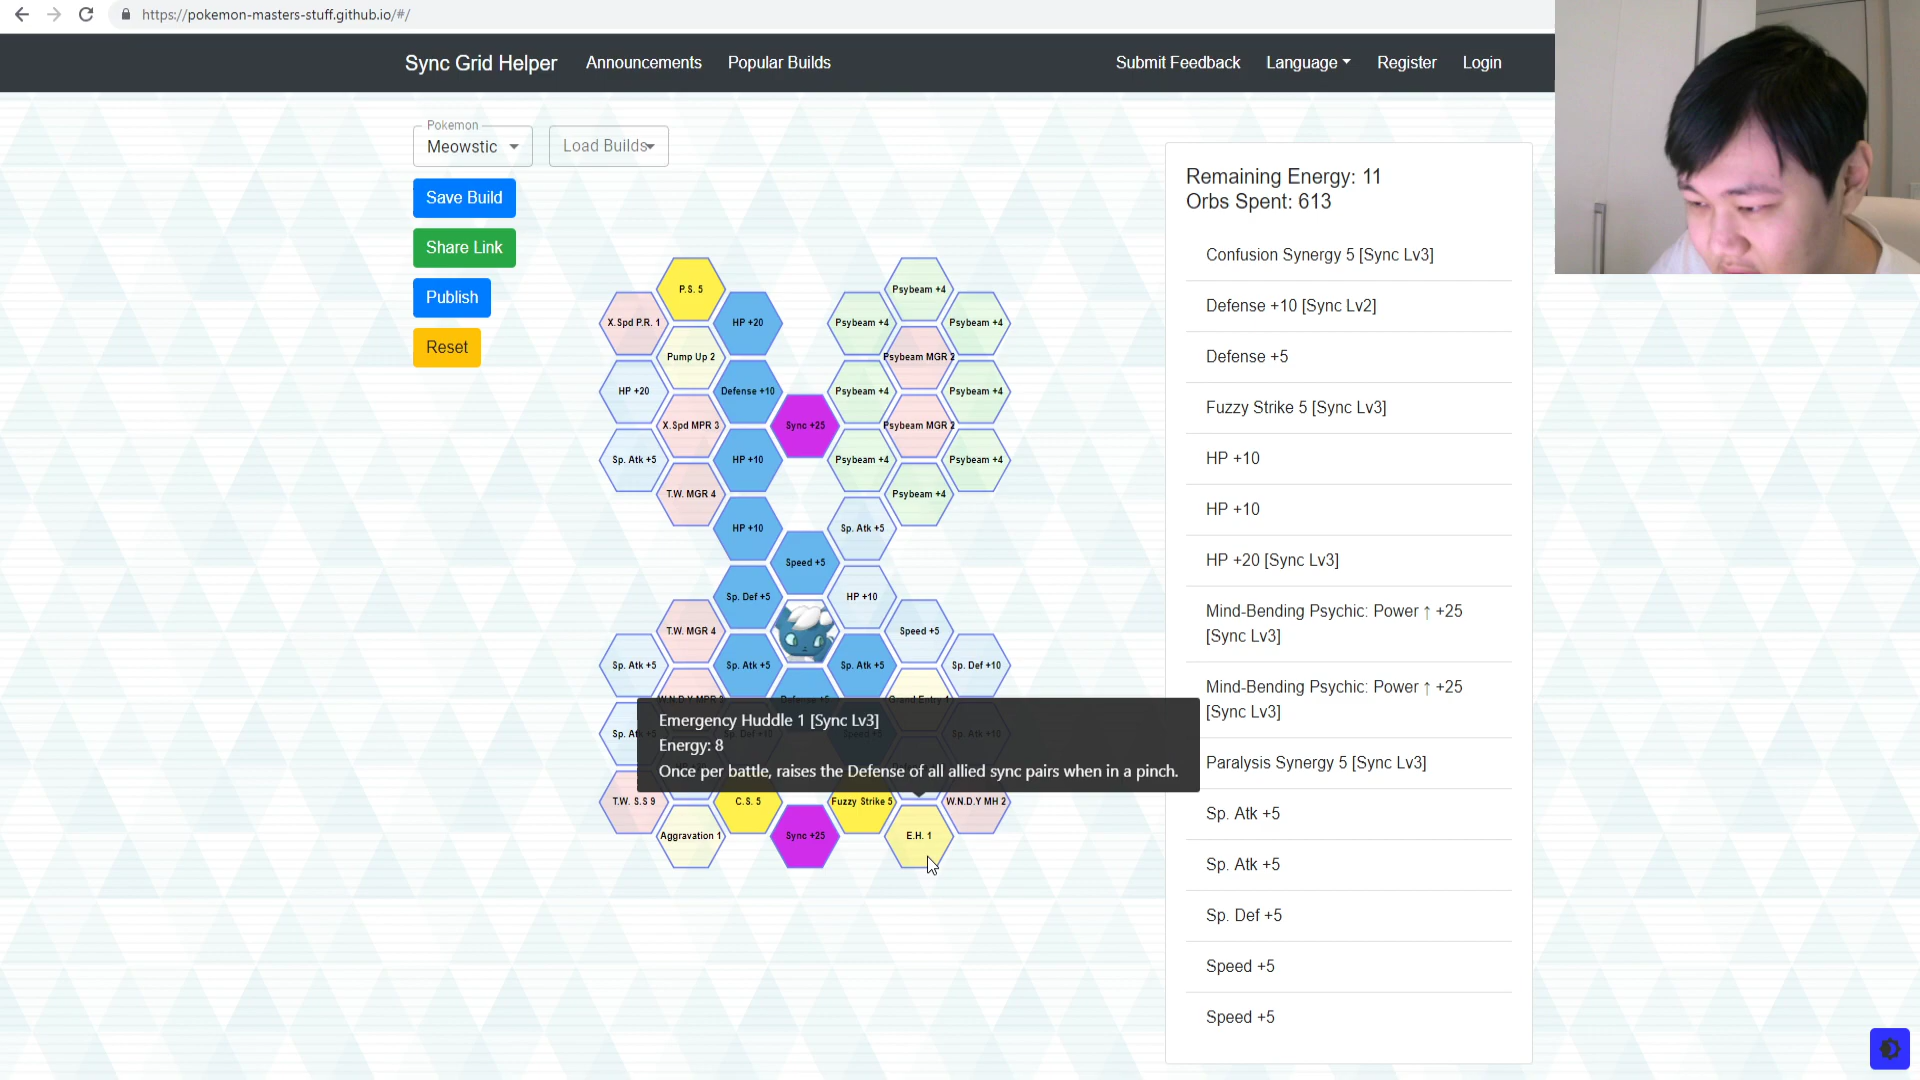 https://pokemon-masters-stuff.github.io/#/
Sync Grid Helper
Announcements
Popular Builds
Submit Feedback
Language
Register
Login
Pokemon
Meowstic
Load Builds
Save Build
Share Link
Publish
Reset
P.S. 5
Psybeam +4
X.Spd P.R. 1
HP +20
Psybeam +4
Psybeam +4
Pump Up 2
Psybeam MGR 2
HP +20
Defense +10
Psybeam +4
Psybeam +4
X.Spd MPR 3
Sync +25
Psybeam MGR 2
Sp. Atk +5
HP +10
Psybeam +4
Psybeam +4
T.W. MGR 4
Psybeam +4
HP +10
Sp. Atk +5
Speed +5
Sp. Def +5
HP +10
T.W. MGR 4
Speed +5
Sp. Atk +5
Sp. Atk +5
Sp. Atk +5
Sp. Def +10
Defense +5
Sp. Def +10
Speed +5
Sp. Atk +10
Emergency Huddle 1 [Sync Lv3]
Energy: 8
Once per battle, raises the Defense of all allied sync pairs when in a pinch.
T.W. S.S 9
C.S. 5
Fuzzy Strike 5
W.N.D.Y MH 2
Aggravation 1
Sync +25
E.H. 1
Remaining Energy: 11
Orbs Spent: 613
Confusion Synergy 5 [Sync Lv3]
Defense +10 [Sync Lv2]
Defense +5
Fuzzy Strike 5 [Sync Lv3]
HP +10
HP +10
HP +20 [Sync Lv3]
Mind-Bending Psychic: Power ↑ +25
[Sync Lv3]
Mind-Bending Psychic: Power ↑ +25
[Sync Lv3]
Paralysis Synergy 5 [Sync Lv3]
Sp. Atk +5
Sp. Atk +5
Sp. Def +5
Speed +5
Speed +5